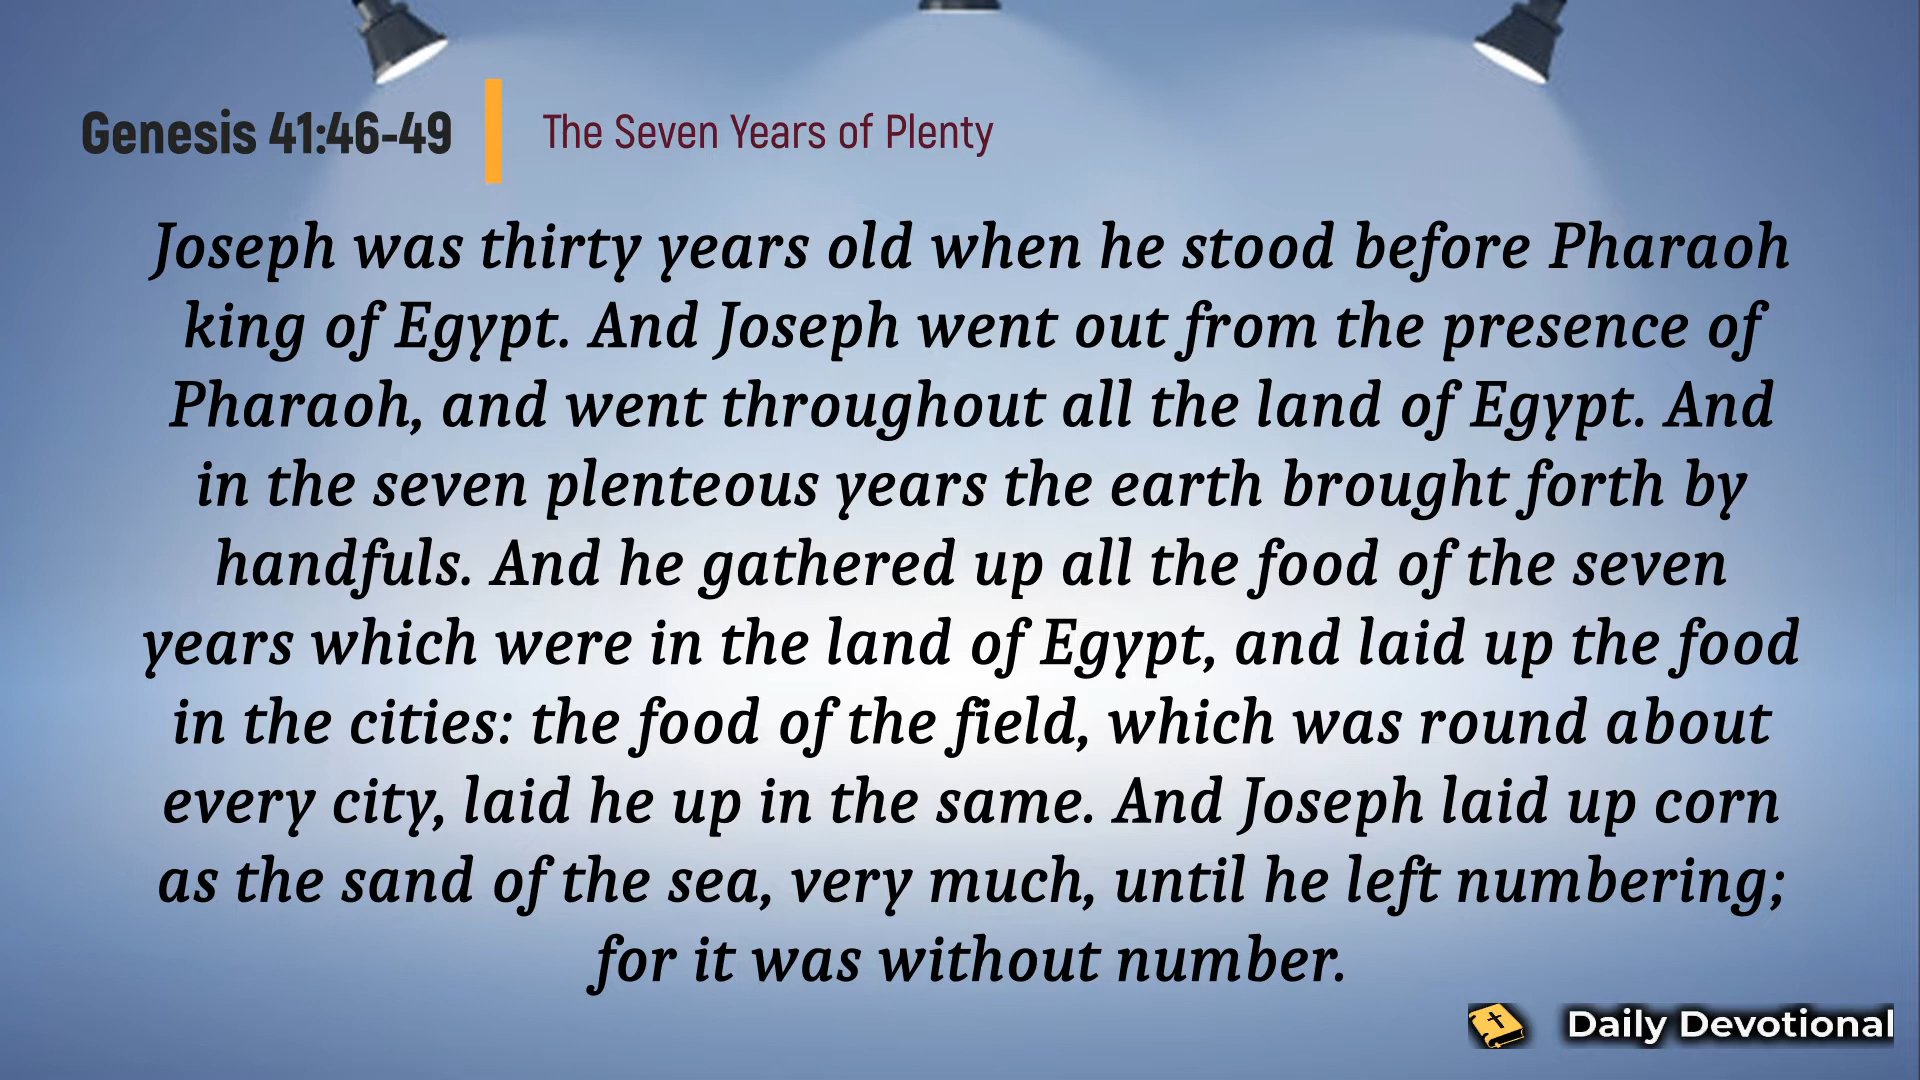 Genesis 41:46-49
The Seven Years of Plenty
Joseph was thirty years old when he stood before Pharaoh
king of Egypt. And Joseph went out from the presence of
Pharaoh, and went throughout all the land of Egypt. And
in the seven plenteous years the earth brought forth by
handfuls. And he gathered up all the food of the seven
years which were in the land of Egypt, and laid up the food
in the cities: the food of the field, which was round about
every city, laid he up in the same. And Joseph laid up corn
as the sand of the sea, very much, until he left numbering;
for it was without number.
Daily Devotional